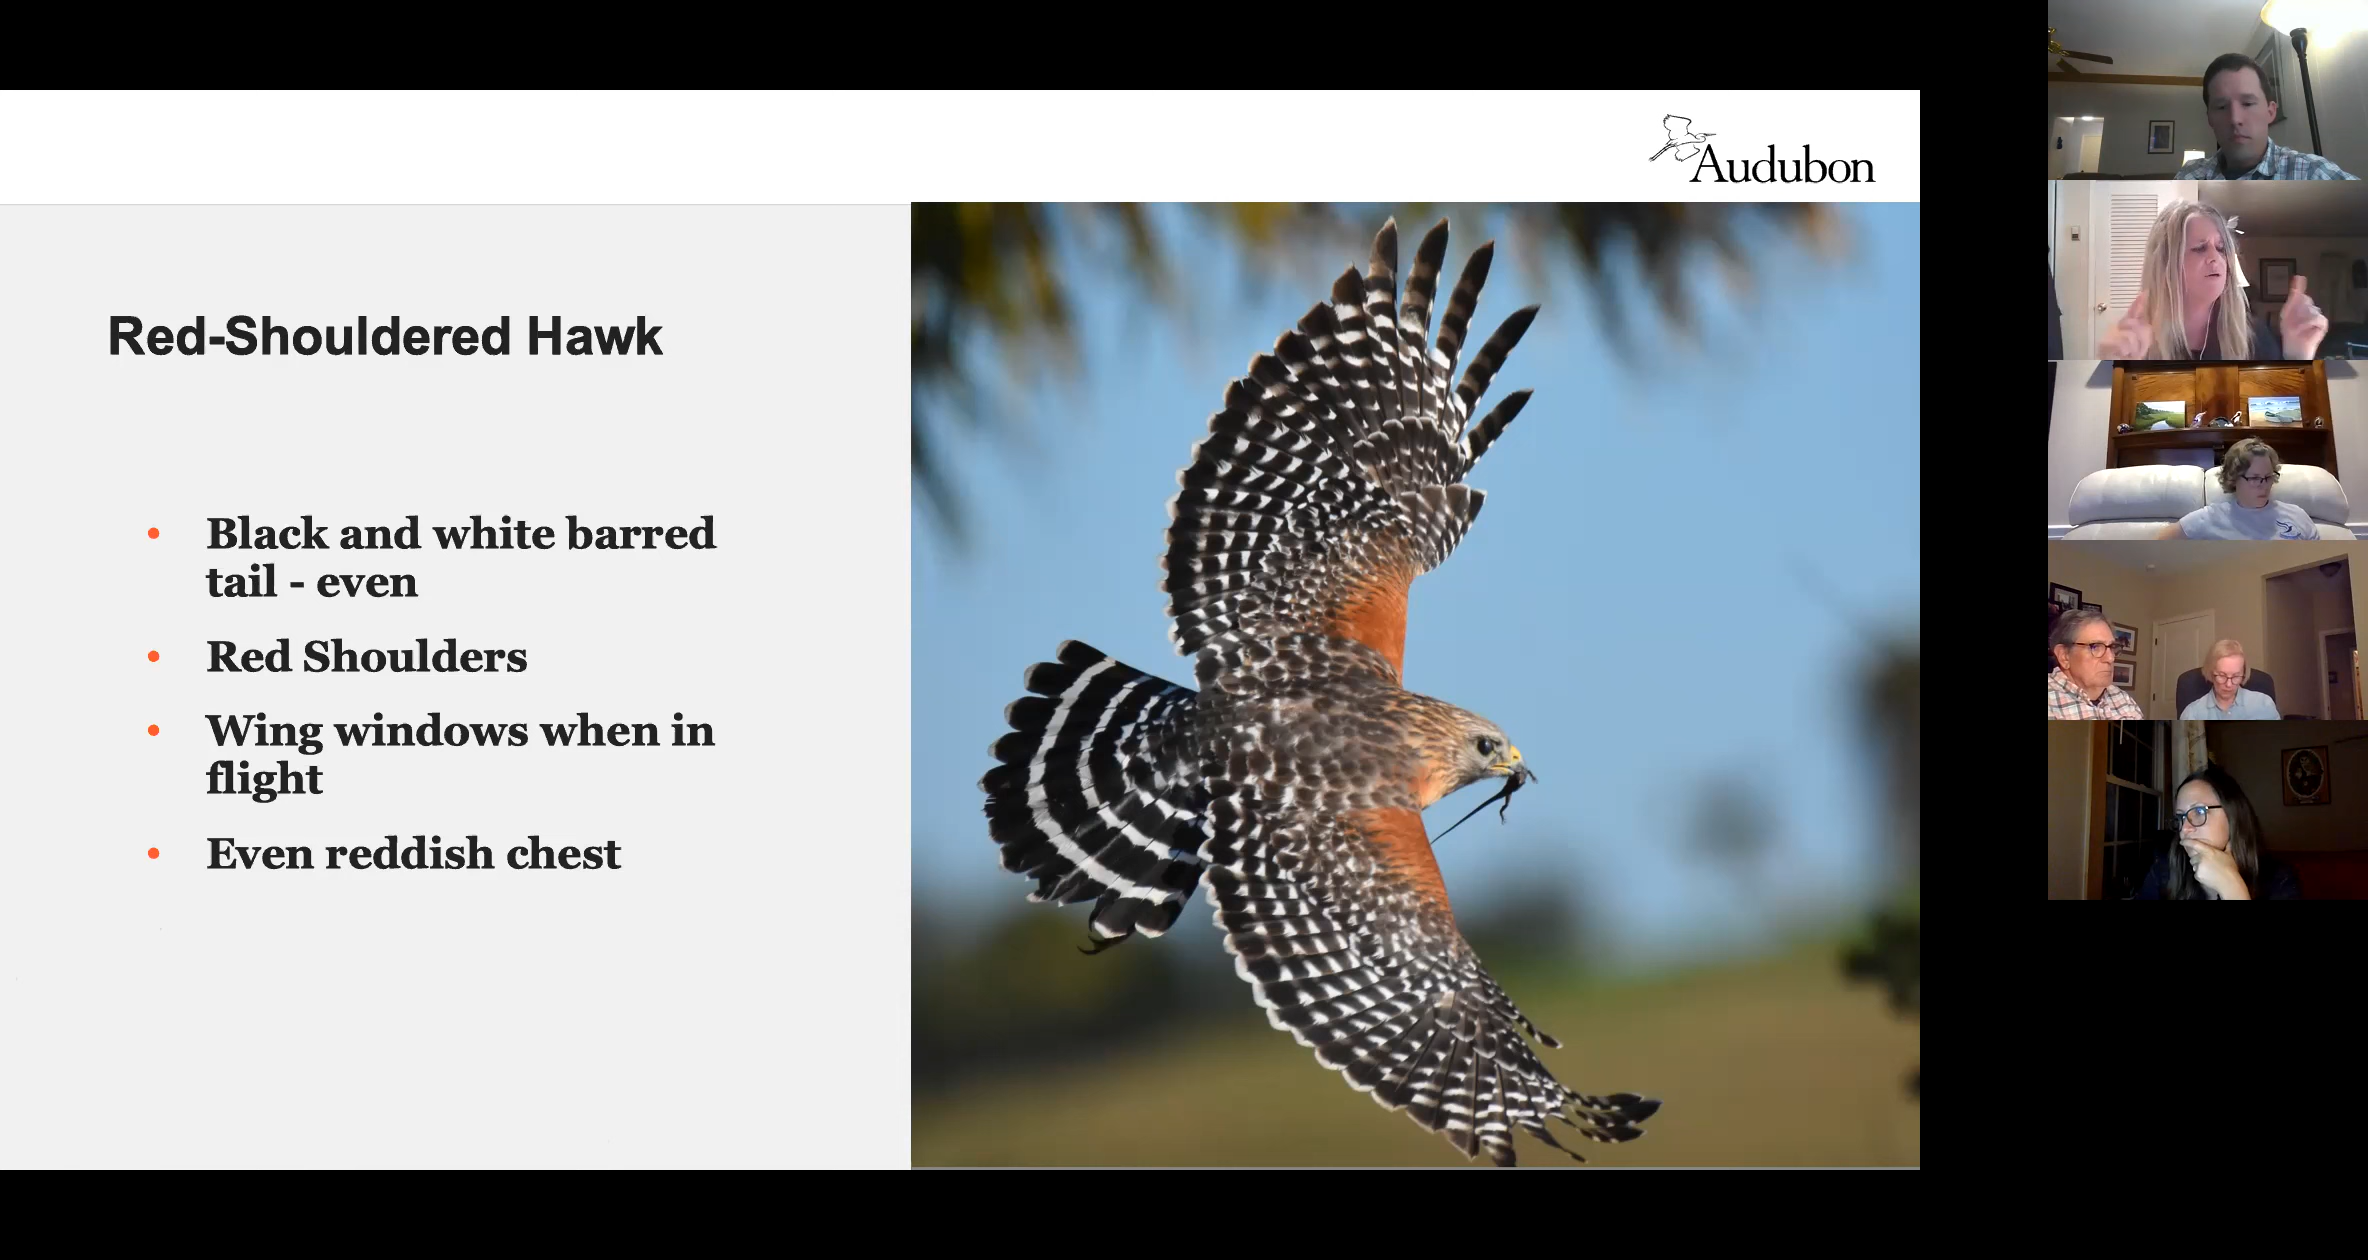 Audubon
Red-Shouldered Hawk
• Black and white barred
tail - even
• Red Shoulders
• Wing windows when in
flight
• Even reddish chest